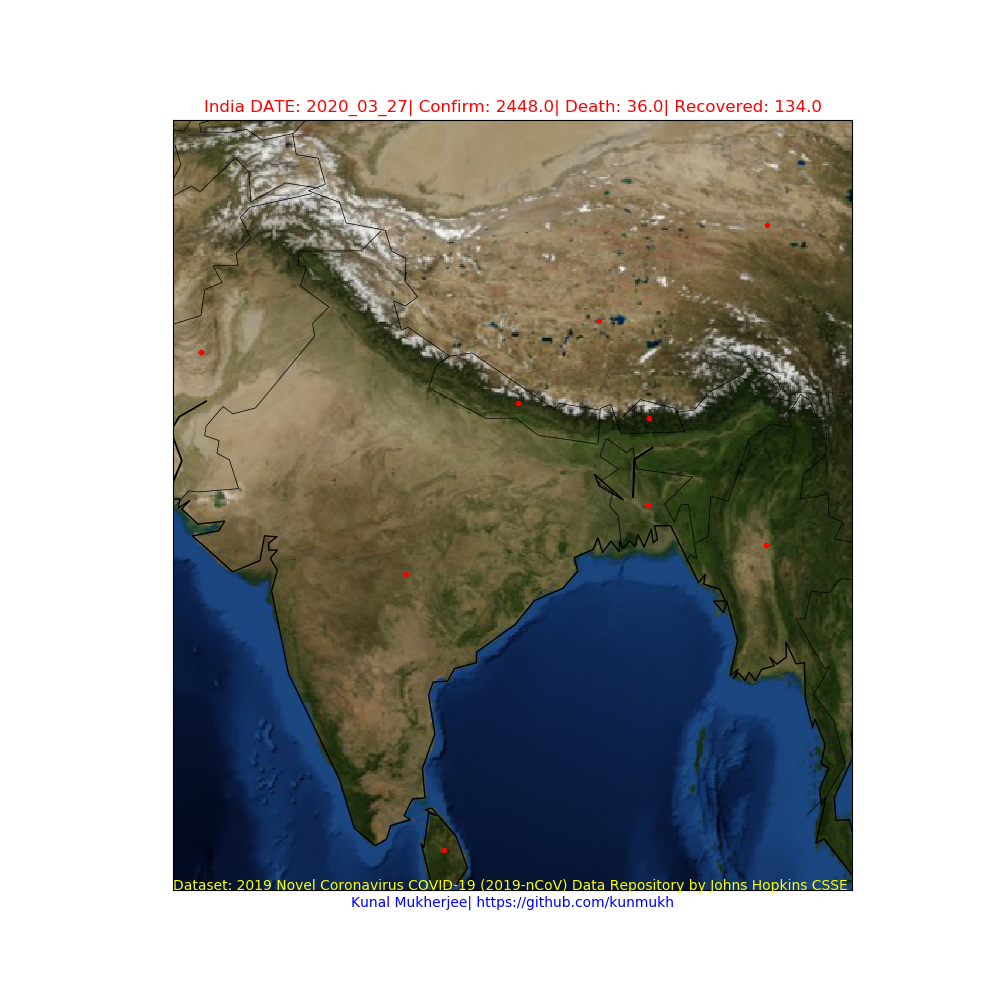 India DATE: 2020_03_27| Confirm: 2448.0| Death: 36.0| Recovered: 134.0
Dataset: 2019 Novel Coronavirus COVID-19 (2019-nCoV) Data Repository by Johns Hopkins CSSE
Kunal Mukherjee| https://github.com/kunmukh